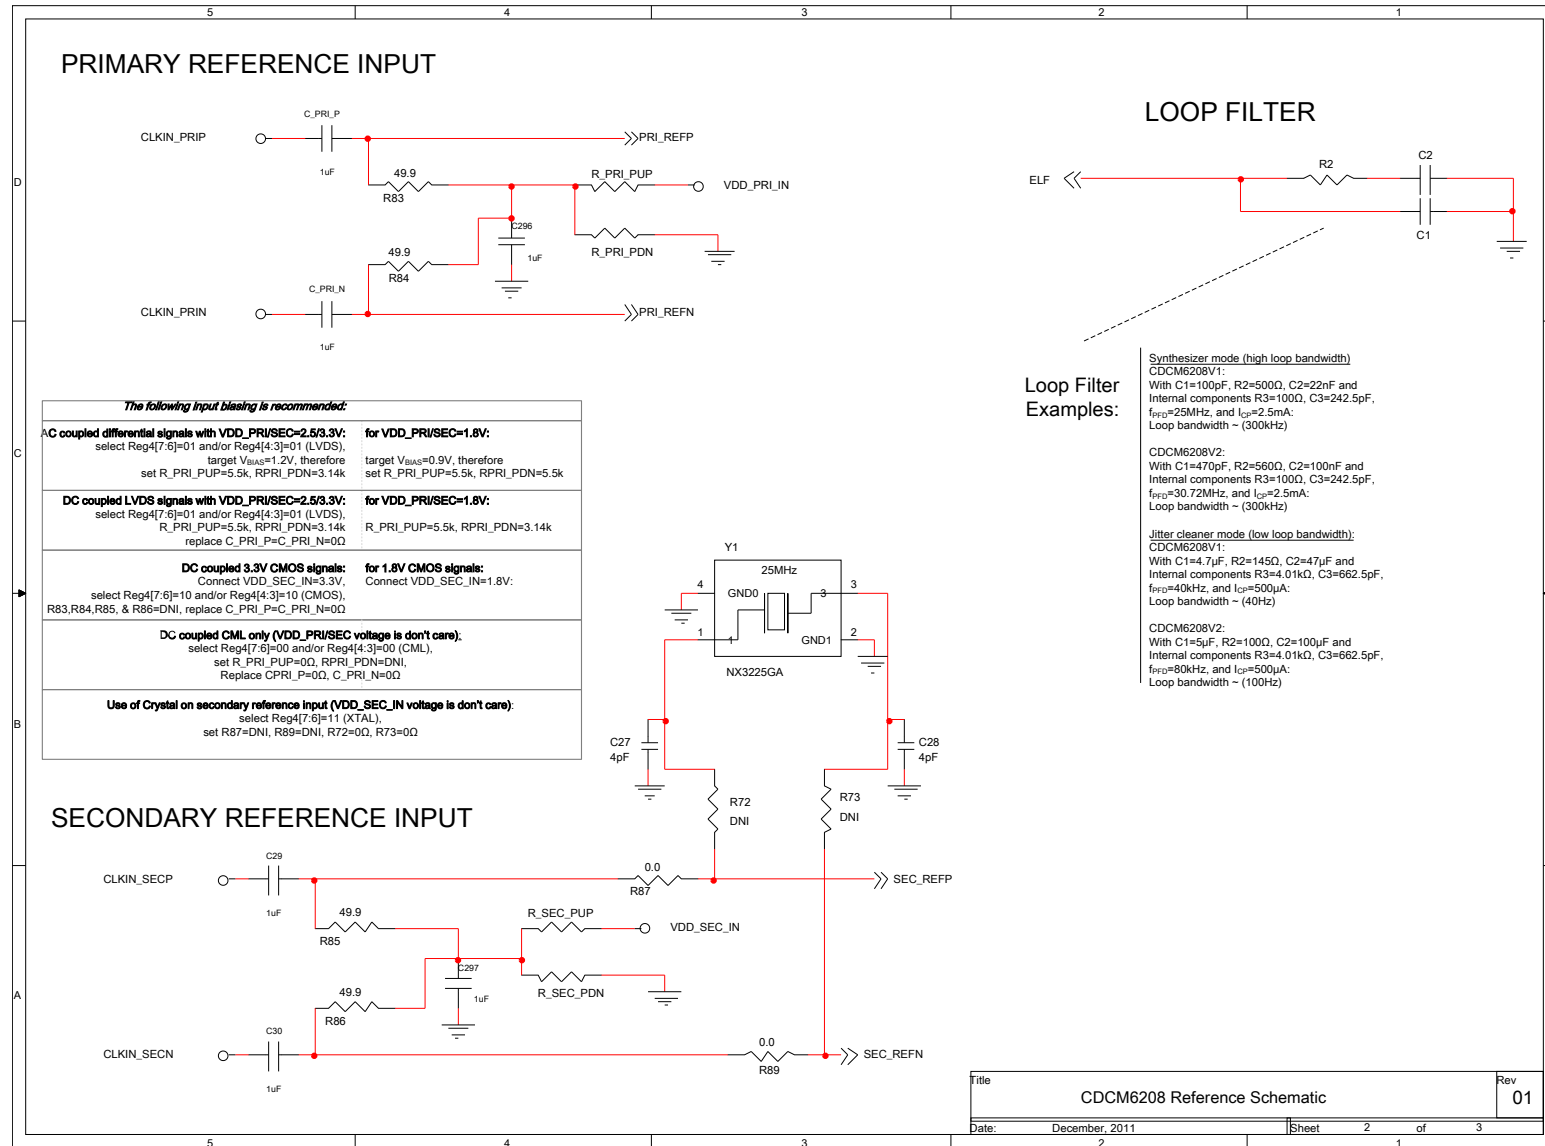 5 4 3 2 1
PRIMARY REFERENCE INPUT
C_PRI_P
CLKIN_PRIP
PRI_REFP
1uF
49.9
R83
R_PRI_PUP
VDD_PRI_IN
C296
1uF
R_PRI_PDN
49.9
R84
C_PRI_N
CLKIN_PRIN
PRI_REFN
1uF
LOOP FILTER
ELF
R2
C2
C1
D
C
B
A
Loop Filter
Examples:
Synthesizer mode (high loop bandwidth)
CDCM6208V1:
With C1=100pF, R2=500Ω, C2=22nF and
Internal components R3=100Ω, C3=242.5pF,
fPFD=25MHz, and ICP=2.5mA:
Loop bandwidth ~ (300kHz)
CDCM6208V2:
With C1=470pF, R2=560Ω, C2=100nF and
Internal components R3=100Ω, C3=242.5pF,
fPFD=30.72MHz, and ICP=2.5mA:
Loop bandwidth ~ (300kHz)
Jitter cleaner mode (low loop bandwidth):
CDCM6208V1:
With C1=4.7µF, R2=145Ω, C2=47µF and
Internal components R3=4.01kΩ, C3=662.5pF,
fPFD=40kHz, and ICP=500µA:
Loop bandwidth ~ (40Hz)
CDCM6208V2:
With C1=5µF, R2=100Ω, C2=100µF and
Internal components R3=4.01kΩ, C3=662.5pF,
fPFD=80kHz, and ICP=500µA:
Loop bandwidth ~ (100Hz)
The following input biasing is recommended:
AC coupled differential signals with VDD_PRI/SEC=2.5/3.3V: for VDD_PRI/SEC=1.8V:
select Reg4[7:6]=01 and/or Reg4[4:3]=01 (LVDS),
target VBIAS=1.2V, therefore target VBIAS=0.9V, therefore
set R_PRI_PUP=5.5k, RPRI_PDN=3.14k set R_PRI_PUP=5.5k, RPRI_PDN=5.5k
DC coupled LVDS signals with VDD_PRI/SEC=2.5/3.3V: for VDD_PRI/SEC=1.8V:
select Reg4[7:6]=01 and/or Reg4[4:3]=01 (LVDS),
R_PRI_PUP=5.5k, RPRI_PDN=3.14k R_PRI_PUP=5.5k, RPRI_PDN=3.14k
replace C_PRI_P=C_PRI_N=0Ω
DC coupled 3.3V CMOS signals: for 1.8V CMOS signals:
Connect VDD_SEC_IN=3.3V, Connect VDD_SEC_IN=1.8V:
select Reg4[7:6]=10 and/or Reg4[4:3]=10 (CMOS),
R83,R84,R85, & R86=DNI, replace C_PRI_P=C_PRI_N=0Ω
DC coupled CML only (VDD_PRI/SEC voltage is don't care):
select Reg4[7:6]=00 and/or Reg4[4:3]=00 (CML),
set R_PRI_PUP=0Ω, RPRI_PDN=DNI,
Replace CPRI_P=0Ω, C_PRI_N=0Ω
Use of Crystal on secondary reference input (VDD_SEC_IN voltage is don't care):
select Reg4[7:6]=11 (XTAL),
set R87=DNI, R89=DNI, R72=0Ω, R73=0Ω
Y1
25MHz
4
GND0
3
3
1
1
GND1
2
NX3225GA
C27
4pF
C28
4pF
R72
DNI
R73
DNI
SECONDARY REFERENCE INPUT
C29
CLKIN_SECP
1uF
0.0
R87
SEC_REFP
49.9
R85
R_SEC_PUP
VDD_SEC_IN
C297
1uF
R_SEC_PDN
49.9
R86
C30
CLKIN_SECN
1uF
0.0
R89
SEC_REFN
Title
CDCM6208 Reference Schematic
Rev
01
Date: December, 2011 Sheet 2 of 3
5 4 3 2 1